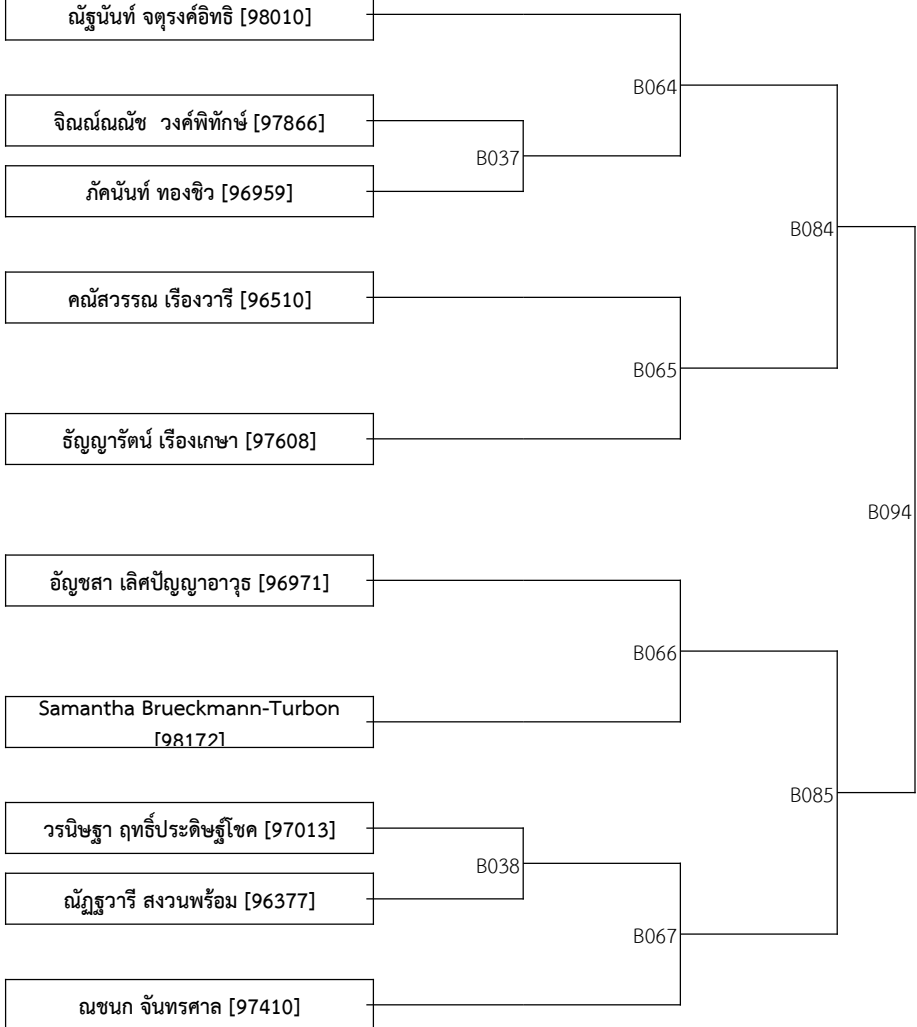 ณัฐนันท์ จตุรงค์อิทธิ [98010]
B064
จิณณ์ณณัช วงค์พิทักษ์ [97866]
B037
ภัคนันท์ ทองชิว [96959]
B084
คณัสวรรณ เรืองวารี [96510]
B065
ธัญญารัตน์ เรืองเกษา [97608]
B094
อัญชสา เลิศปัญญาอาวุธ [96971]
B066
Samantha Brueckmann-Turbon
[98172]
B085
วรนิษฐา ฤทธิ์ประดิษฐ์โชค [97013]
B038
ณัฏฐวารี สงวนพร้อม [96377]
B067
ณชนก จันทรศาล [97410]